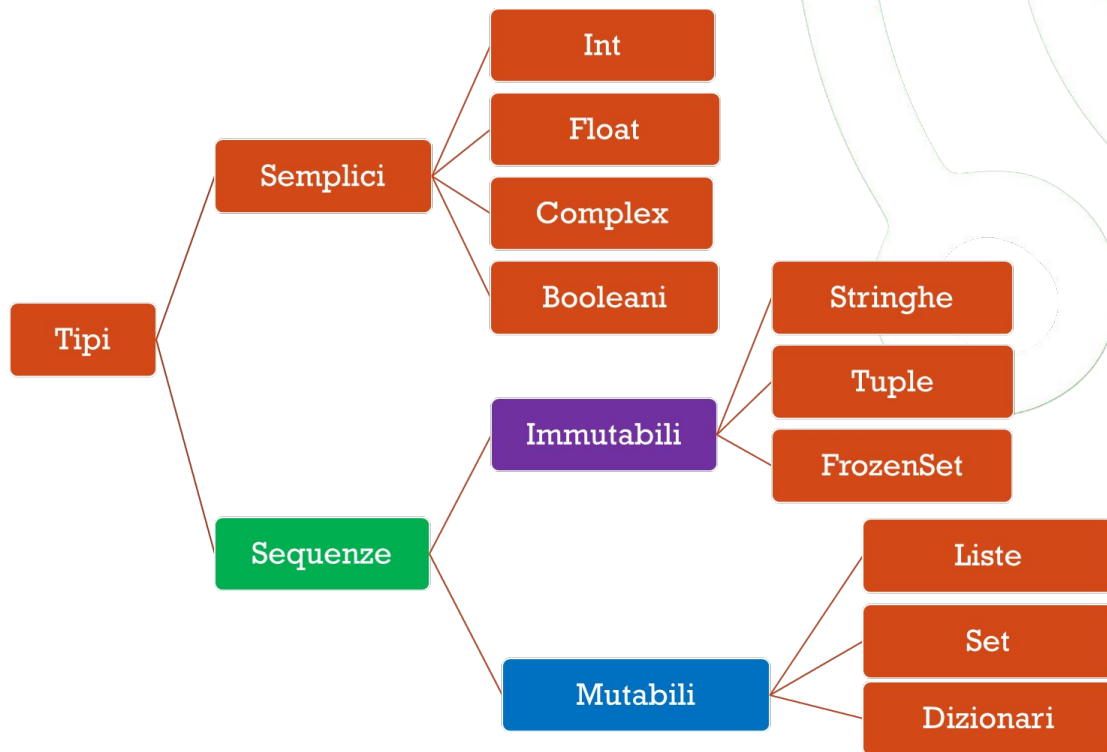 Int
Float
Semplici
Complex
Booleani
Stringhe
Tipi
Tuple
Immutabili
FrozenSet
Sequenze
Liste
Set
Mutabili
Dizionari